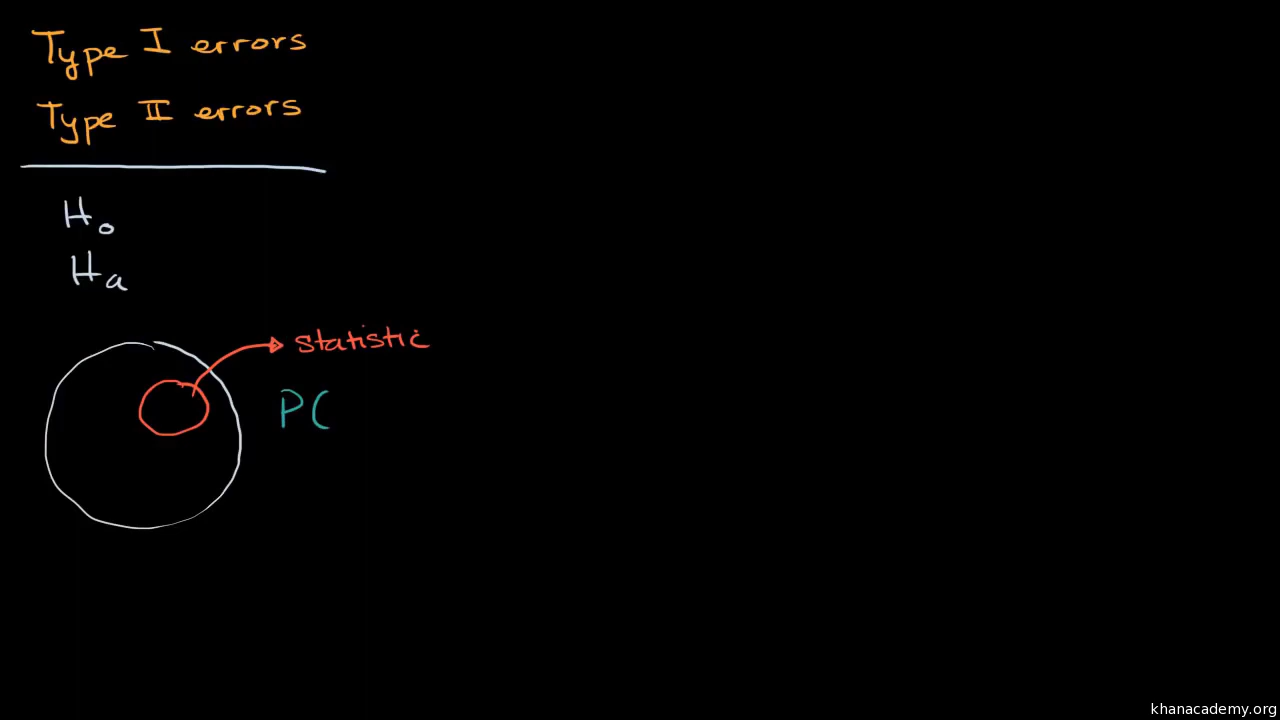 Type I errors
Type II errors
H₀
Hₐ
statistic
P(
khanacademy.org